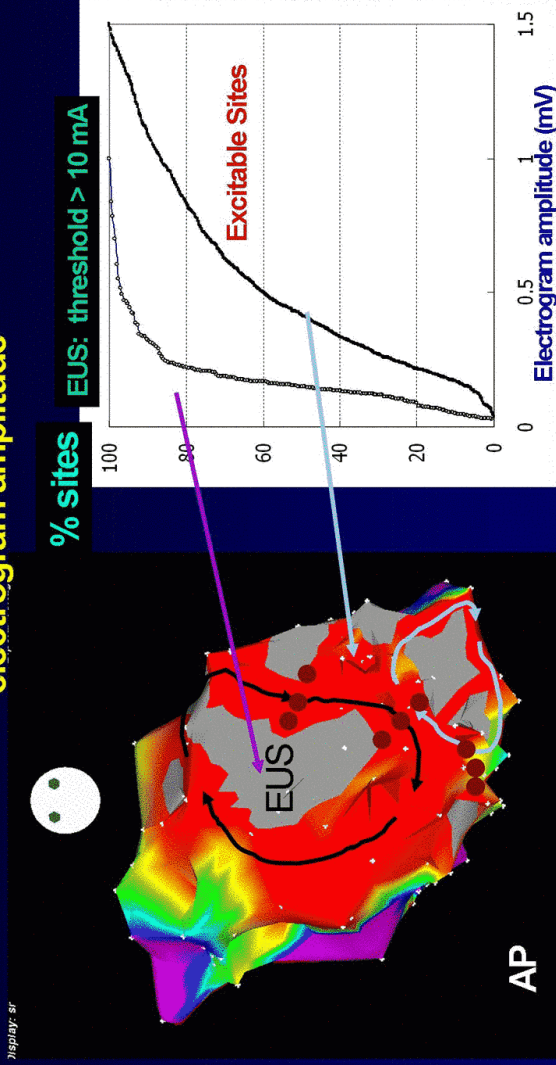 electrogram amplitude
Display: sr
% sites
EUS: threshold > 10 mA
100
80
60
40
20
0
Excitable Sites
0
0.5
1
1.5
Electrogram amplitude (mV)
EUS
AP